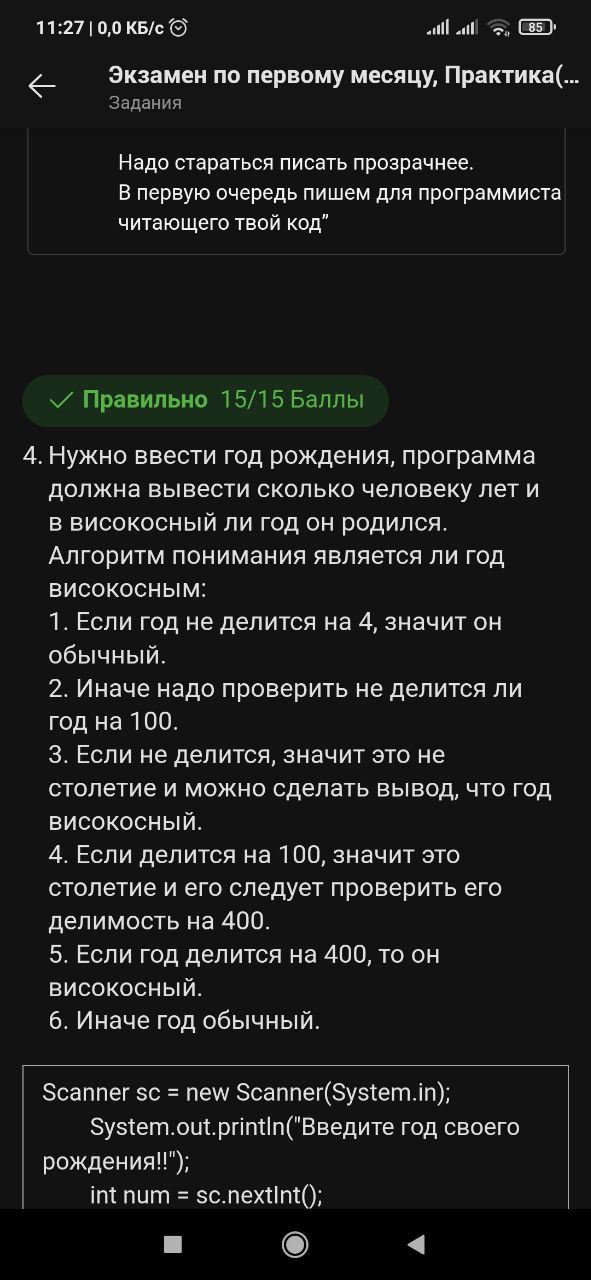 11:27 | 0,0 КБ/с
85
Экзамен по первому месяцу, Практика(...
Задания
Надо стараться писать прозрачнее.
В первую очередь пишем для программиста
читающего твой код”
Правильно 15/15 Баллы
4. Нужно ввести год рождения, программа
должна вывести сколько человеку лет и
в високосный ли год он родился.
Алгоритм понимания является ли год
високосным:
1. Если год не делится на 4, значит он
обычный.
2. Иначе надо проверить не делится ли
год на 100.
3. Если не делится, значит это не
столетие и можно сделать вывод, что год
високосный.
4. Если делится на 100, значит это
столетие и его следует проверить его
делимость на 400.
5. Если год делится на 400, то он
високосный.
6. Иначе год обычный.
Scanner sc = new Scanner(System.in);
System.out.println("Введите год своего
рождения!!");
int num = sc.nextInt();